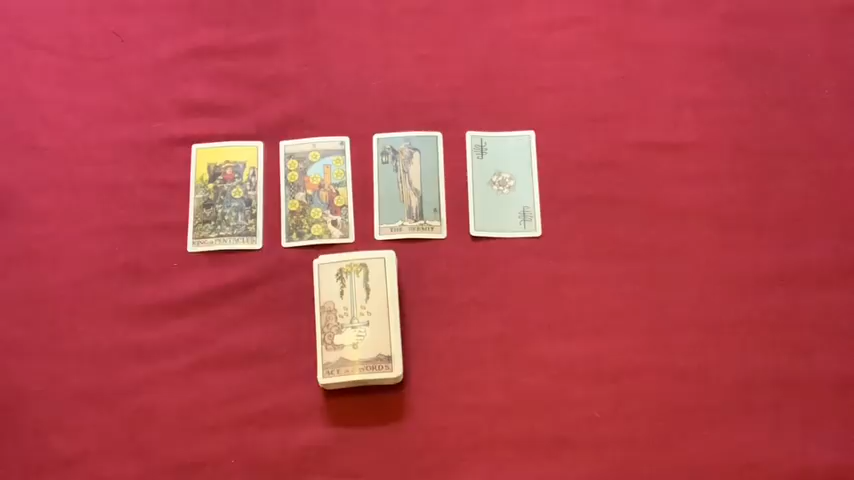 KING of PENTACLES
X
THE HERMIT
ACE of SWORDS